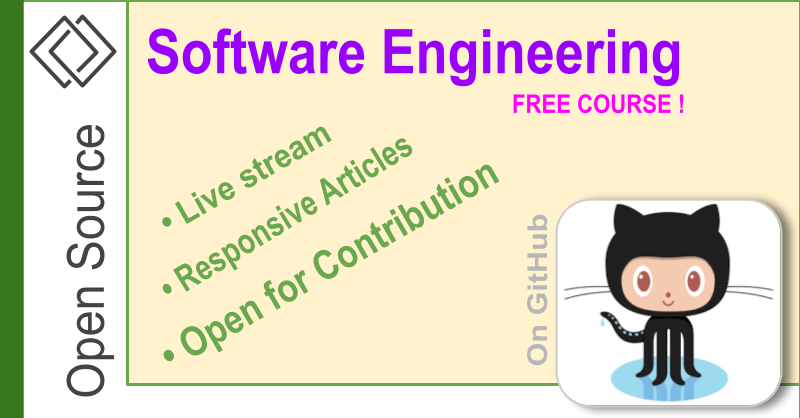 Software Engineering
FREE COURSE !
• Live stream
• Responsive Articles
• Open for Contribution
Open Source
On GitHub